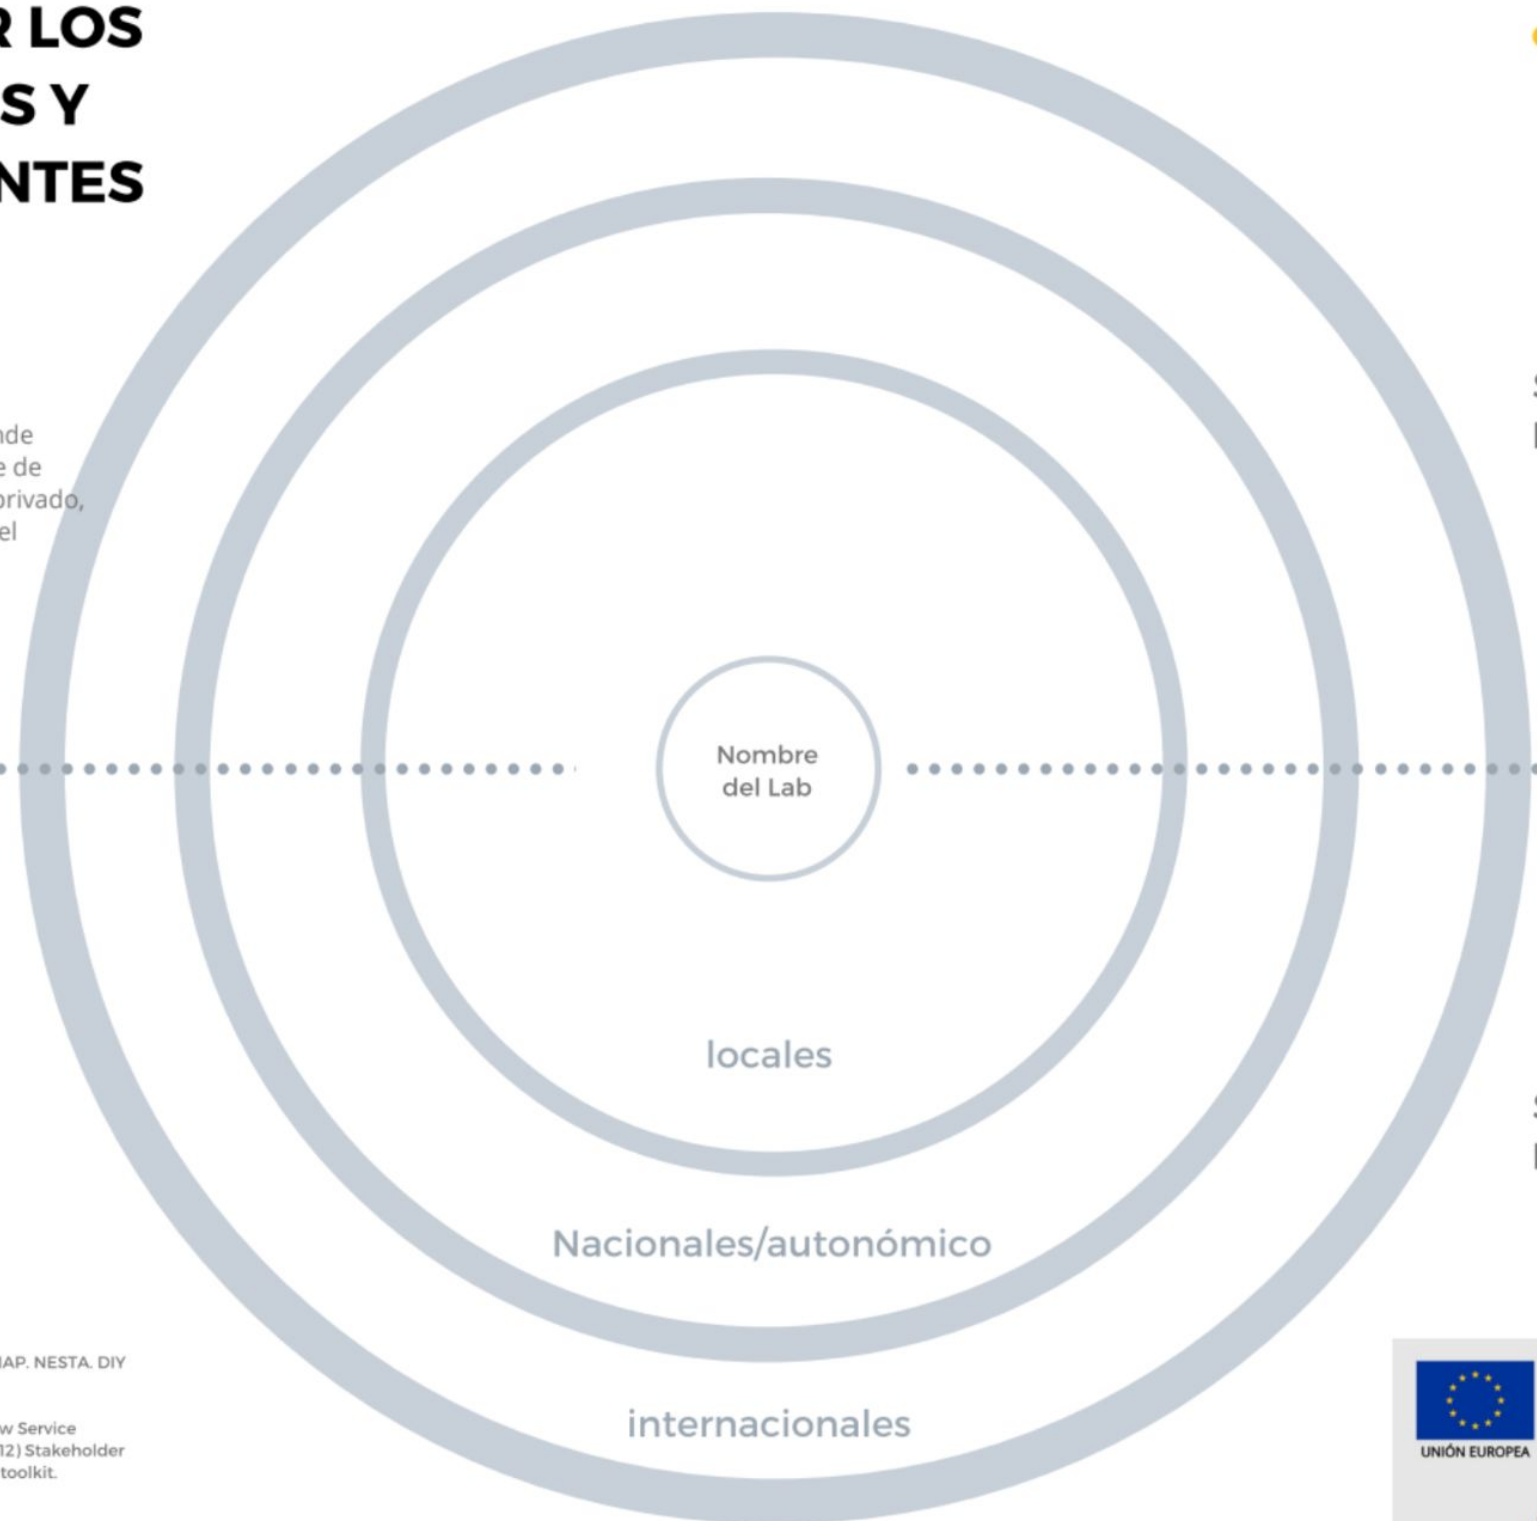 R LOS
S Y
NTES
nde
e de
privado,
el
Nombre
del Lab
locales
Nacionales/autonómico
internacionales
IAP. NESTA. DIY
w Service
12) Stakeholder
toolkit.
UNIÓN EUROPEA